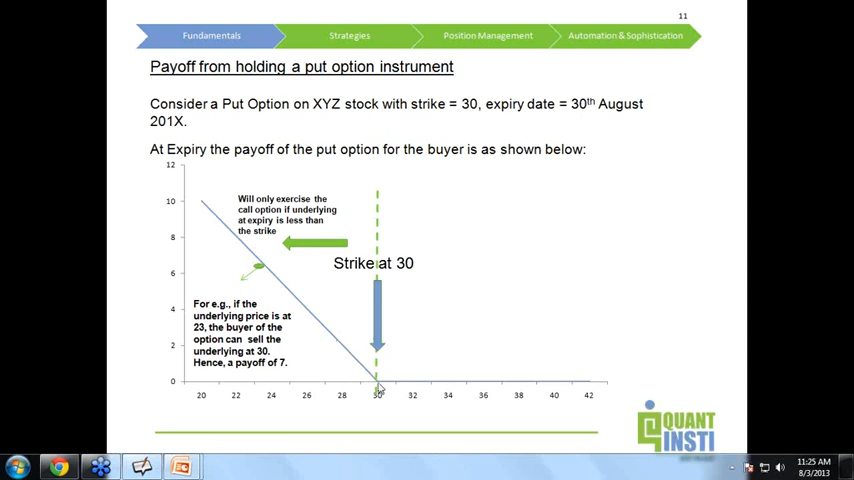 11
Fundamentals
Strategies
Position Management
Automation & Sophistication
Payoff from holding a put option instrument
Consider a Put Option on XYZ stock with strike = 30, expiry date = 30th August
201X.
At Expiry the payoff of the put option for the buyer is as shown below:
12
10
8
6
4
2
0
Will only exercise the
call option if underlying
at expiry is less than
the strike
Strike at 30
For e.g., if the
underlying price is at
23, the buyer of the
option can sell the
underlying at 30.
Hence, a payoff of 7.
20 22 24 26 28 30 32 34 36 38 40 42
QUANT
INSTI
11:25 AM
8/3/2013